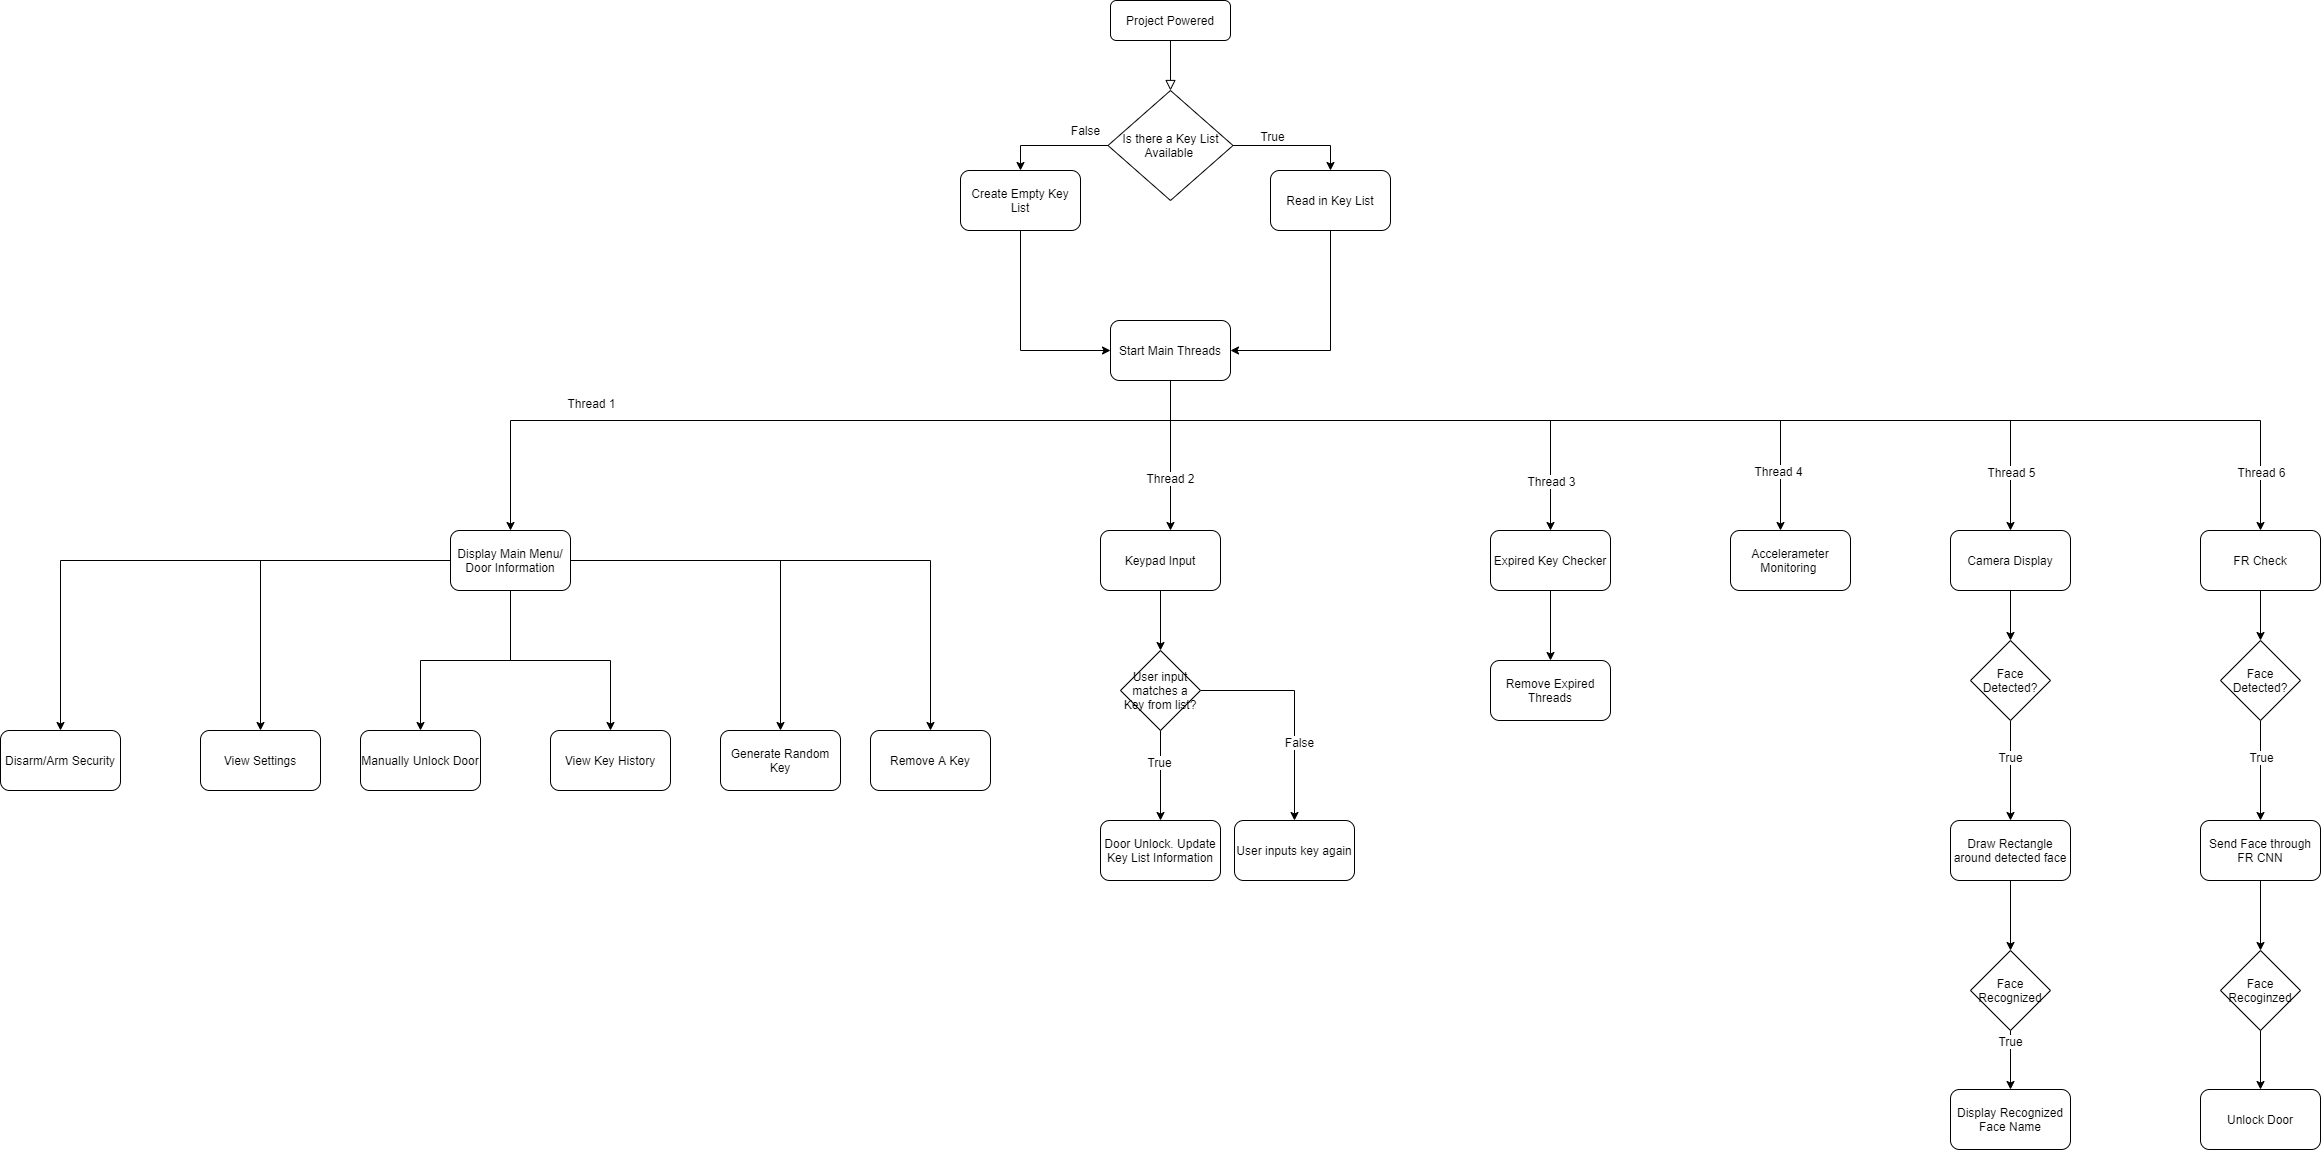 Project Powered
Is there a Key List
Available
False
True
Create Empty Key
List
Read in Key List
Start Main Threads
Thread 1
Thread 2
Thread 3
Thread 4
Thread 5
Thread 6
Display Main Menu/
Door Information
Keypad Input
Expired Key Checker
Accelerameter
Monitoring
Camera Display
FR Check
User input
matches a
Key from list?
Remove Expired
Threads
Face
Detected?
Face
Detected?
Disarm/Arm Security
View Settings
Manually Unlock Door
View Key History
Generate Random
Key
Remove A Key
True
False
True
True
Door Unlock. Update
Key List Information
User inputs key again
Draw Rectangle
around detected face
Send Face through
FR CNN
Face
Recognized
Face
Recoginzed
True
Display Recognized
Face Name
Unlock Door